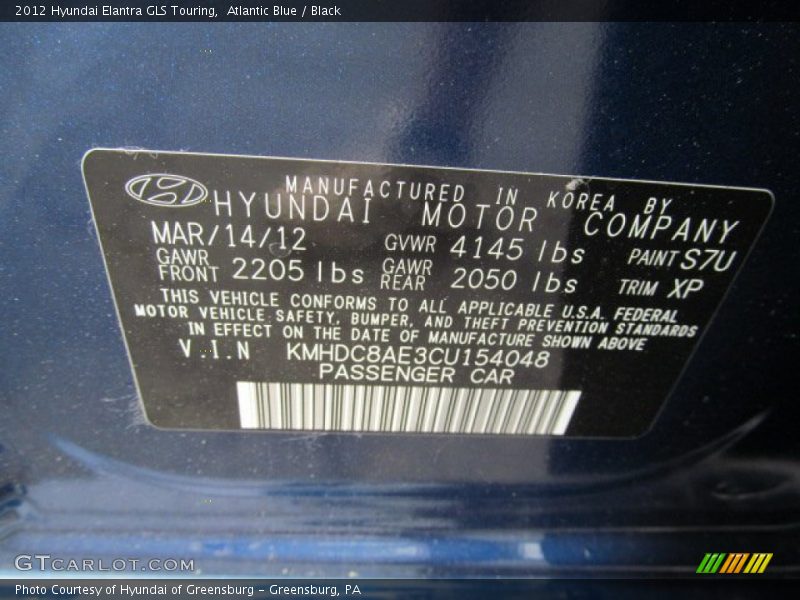 2012 Hyundai Elantra GLS Touring,  Atlantic Blue / Black
MANUFACTURED IN KOREA BY
HYUNDAI MOTOR COMPANY
MAR/14/12 GVWR 4145 lbs PAINT S7U
GAWR FRONT 2205 lbs GAWR REAR 2050 lbs TRIM XP
THIS VEHICLE CONFORMS TO ALL APPLICABLE U.S.A. FEDERAL
MOTOR VEHICLE SAFETY, BUMPER, AND THEFT PREVENTION STANDARDS
IN EFFECT ON THE DATE OF MANUFACTURE SHOWN ABOVE
V.I.N KMHDC8AE3CU154048
PASSENGER CAR
GTCARLOT.COM
Photo Courtesy of Hyundai of Greensburg - Greensburg, PA